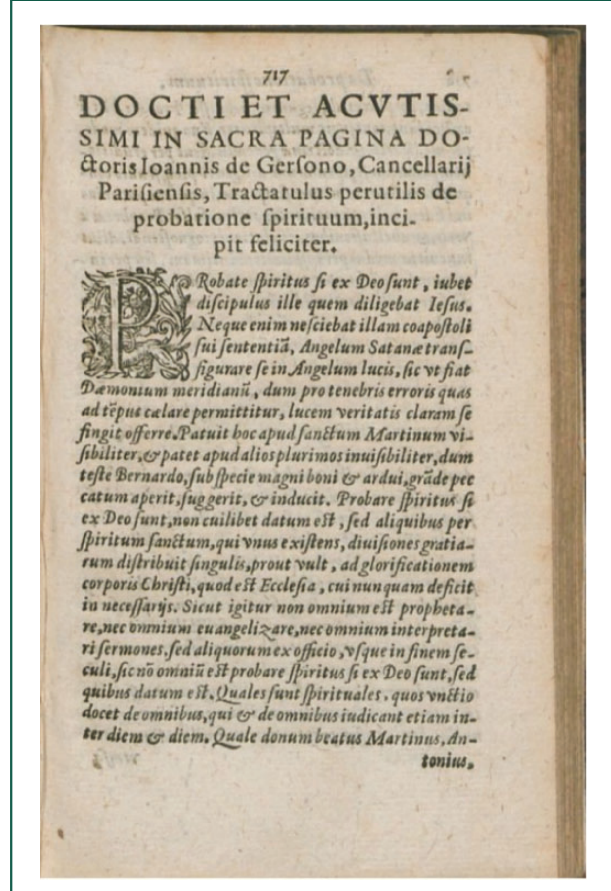 717
DOCTI ET ACVTIS-
SIMI IN SACRA PAGINA DO-
ctoris Ioannis de Gerſono, Cancellarij
Pariſienſis, Tractatulus perutilis de
probatione ſpirituum, inci-
pit feliciter.
PRobate ſpiritus ſi ex Deo ſunt, iubet
diſcipulus ille quem diligebat Ieſus.
Neque enim neſciebat illam coapoſtoli
ſui ſententiā, Angelum Satanæ tranſ-
figurare ſe in Angelum lucis, ſic vt fiat
Dæmonium meridianū, dum pro tenebris erroris quas
ad tēpus cælare permittitur, lucem veritatis claram ſe
fingit offerre. Patuit hoc apud ſanctum Martinum vi-
ſibiliter, & patet apud alios plurimos inuiſibiliter, dum
teſte Bernardo, ſub ſpecie magni boni & ardui, grāde pec
catum aperit, ſuggerit, & inducit. Probare ſpiritus ſi
ex Deo ſunt, non cuilibet datum eſt, ſed aliquibus per
ſpiritum ſanctum, qui vnus exiſtens, diuiſiones gratia-
rum diſtribuit ſingulis, prout vult, ad glorificationem
corporis Chriſti, quod eſt Eccleſia, cui nunquam deficit
in neceſſarijs. Sicut igitur non omnium eſt propheta-
re, nec omnium euangelizare, nec omnium interpreta-
ri ſermones, ſed aliquorum ex officio, vſque in finem ſe-
culi, ſic nō omniū eſt probare ſpiritus ſi ex Deo ſunt, ſed
quibus datum eſt. Quales ſunt ſpirituales, quos vnctio
docet de omnibus, qui & de omnibus iudicant etiam in-
ter diem & diem. Quale donum beatus Martinus, An-
tonius,